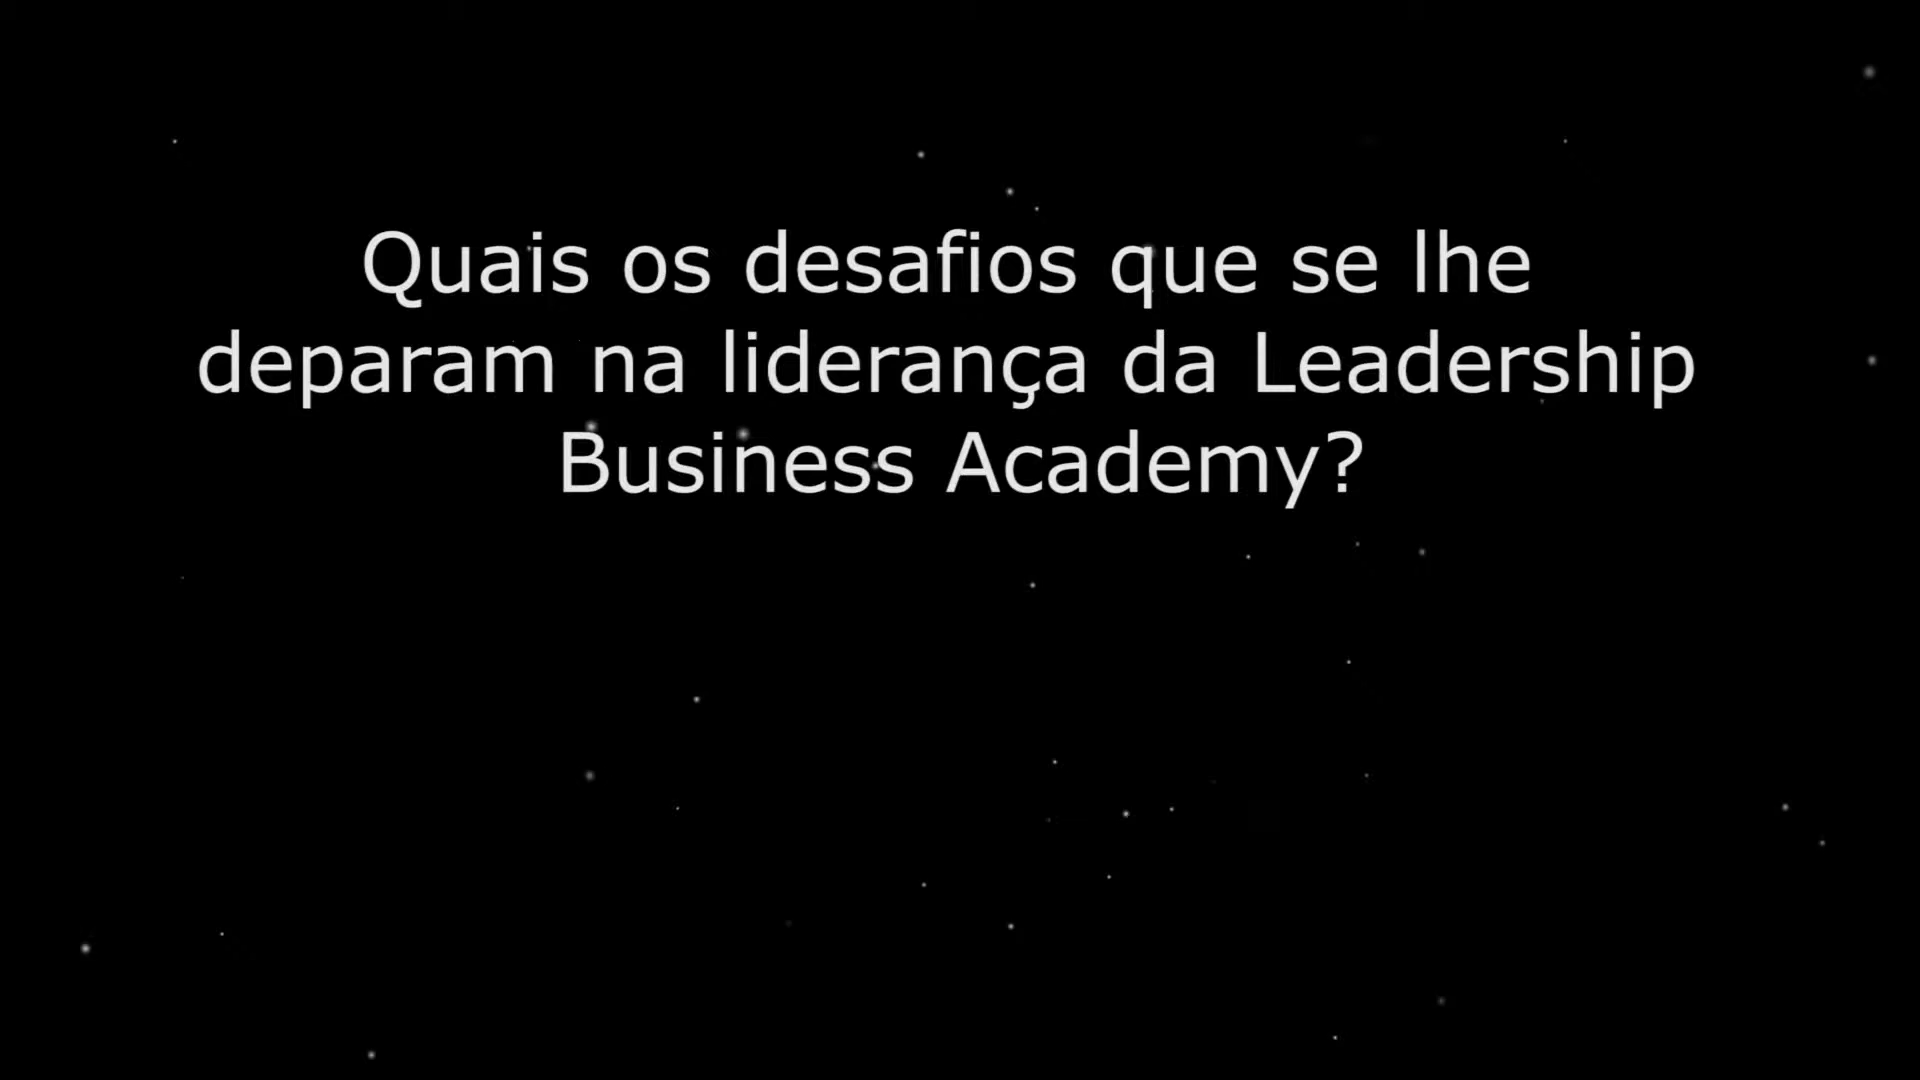 Quais os desafios que se lhe
deparam na liderança da Leadership
Business Academy?